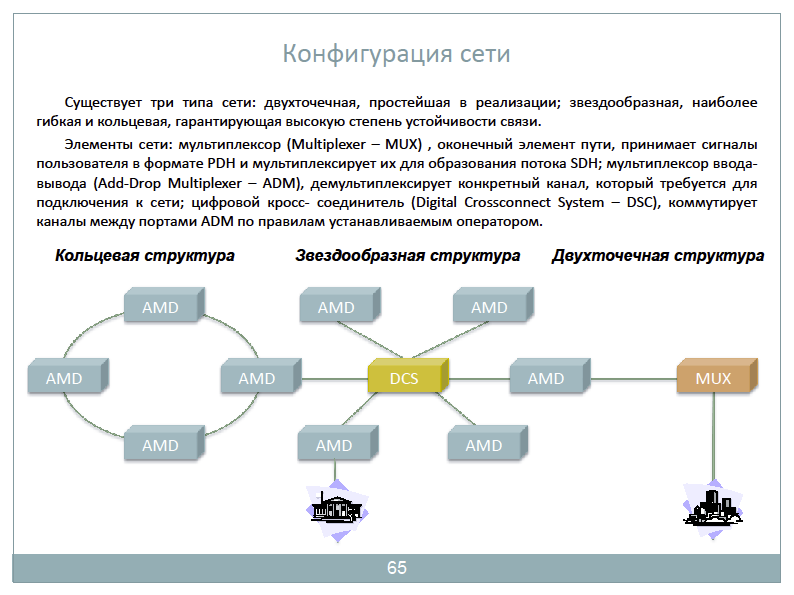 Конфигурация сети
Существует три типа сети: двухточечная, простейшая в реализации; звездообразная, наиболее
гибкая и кольцевая, гарантирующая высокую степень устойчивости связи.
Элементы сети: мультиплексор (Multiplexer – MUX) , оконечный элемент пути, принимает сигналы
пользователя в формате PDH и мультиплексирует их для образования потока SDH; мультиплексор ввода-
вывода (Add-Drop Multiplexer – ADM), демультиплексирует конкретный канал, который требуется для
подключения к сети; цифровой кросс- соединитель (Digital Crossconnect System – DSC), коммутирует
каналы между портами ADM по правилам устанавливаемым оператором.
Кольцевая структура
Звездообразная структура
Двухточечная структура
AMD
AMD
AMD
AMD
AMD
DCS
AMD
MUX
AMD
AMD
AMD
65